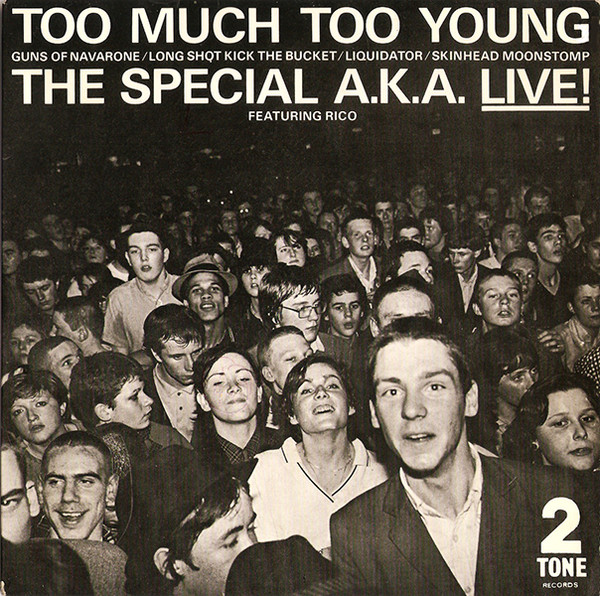 TOO MUCH TOO YOUNG
GUNS OF NAVARONE/LONG SHOT KICK THE BUCKET/LIQUIDATOR/SKINHEAD MOONSTOMP
THE SPECIAL A.K.A. LIVE!
FEATURING RICO
2
TONE
RECORDS